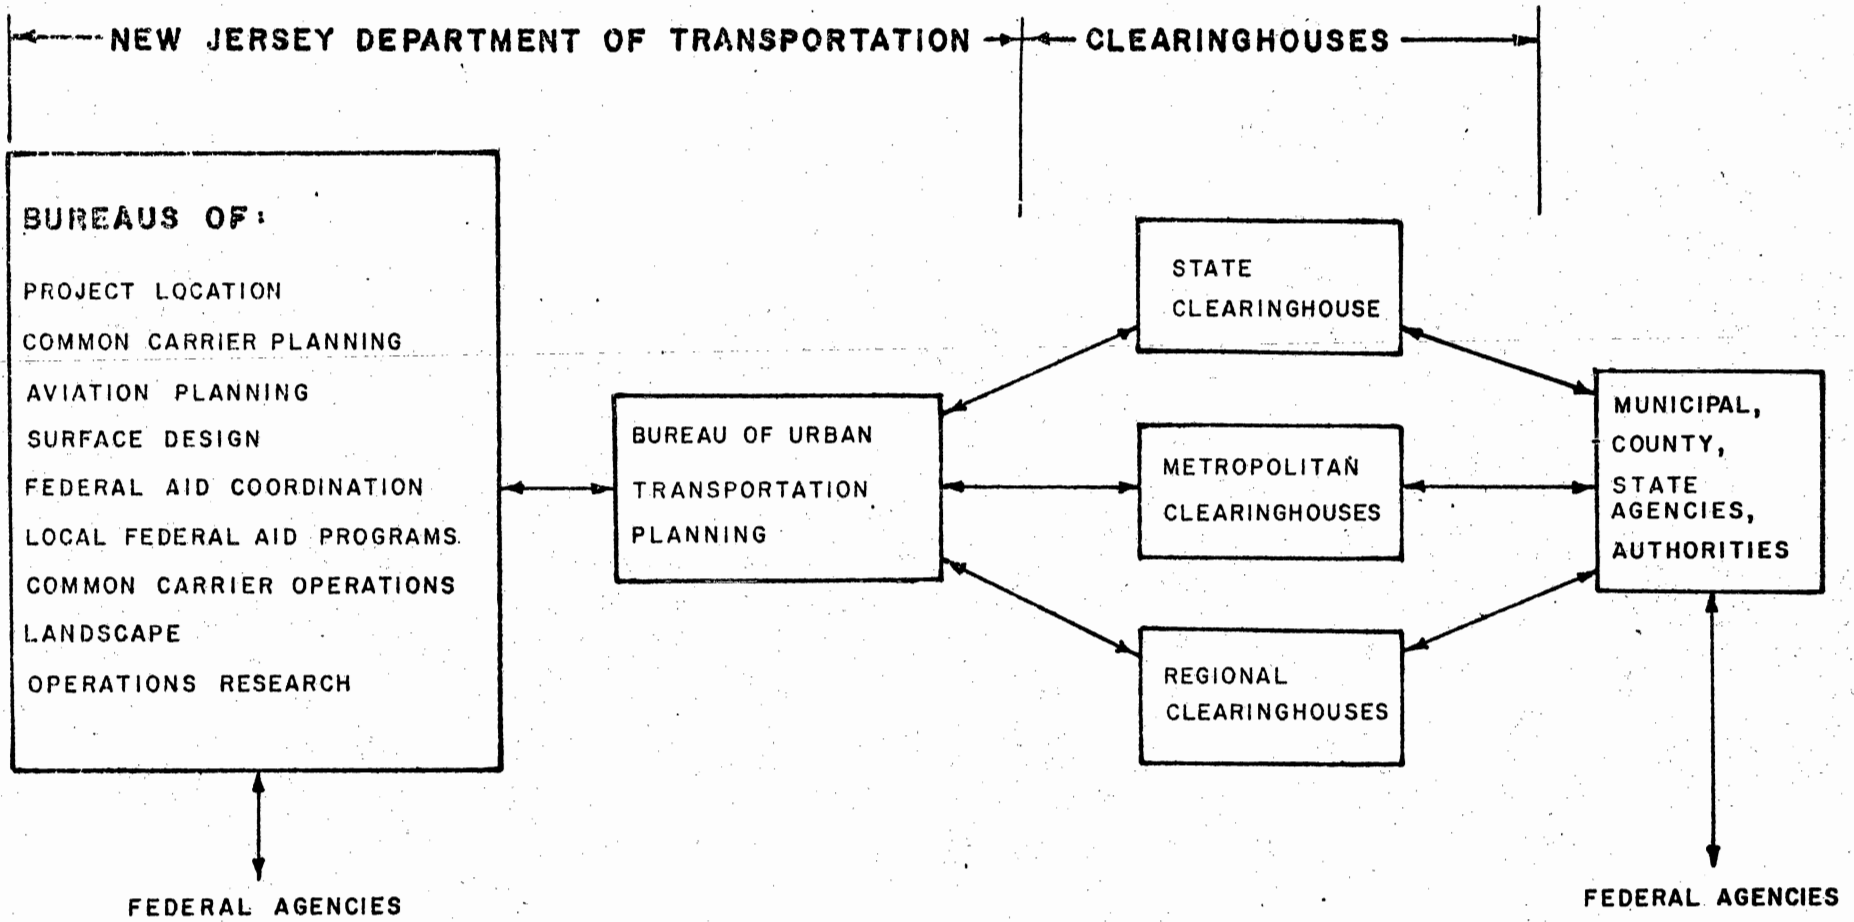 NEW JERSEY DEPARTMENT OF TRANSPORTATION
CLEARINGHOUSES
BUREAUS OF:
PROJECT LOCATION
COMMON CARRIER PLANNING
AVIATION PLANNING
SURFACE DESIGN
FEDERAL AID COORDINATION
LOCAL FEDERAL AID PROGRAMS
COMMON CARRIER OPERATIONS
LANDSCAPE
OPERATIONS RESEARCH
FEDERAL AGENCIES
BUREAU OF URBAN
TRANSPORTATION
PLANNING
STATE
CLEARINGHOUSE
METROPOLITAN
CLEARINGHOUSES
REGIONAL
CLEARINGHOUSES
MUNICIPAL,
COUNTY,
STATE
AGENCIES,
AUTHORITIES
FEDERAL AGENCIES